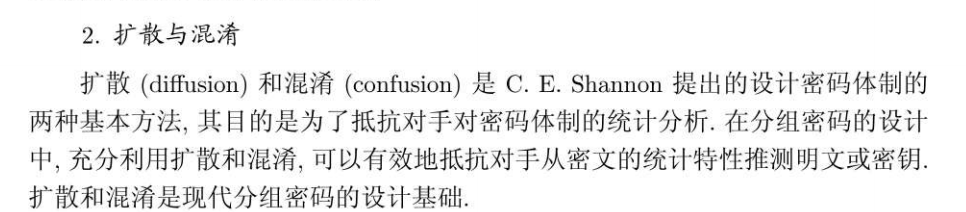 2. 扩散与混淆
扩散 (diffusion) 和混淆 (confusion) 是 C. E. Shannon 提出的设计密码体制的
两种基本方法, 其目的是为了抵抗对手对密码体制的统计分析. 在分组密码的设计
中, 充分利用扩散和混淆, 可以有效地抵抗对手从密文的统计特性推测明文或密钥.
扩散和混淆是现代分组密码的设计基础.